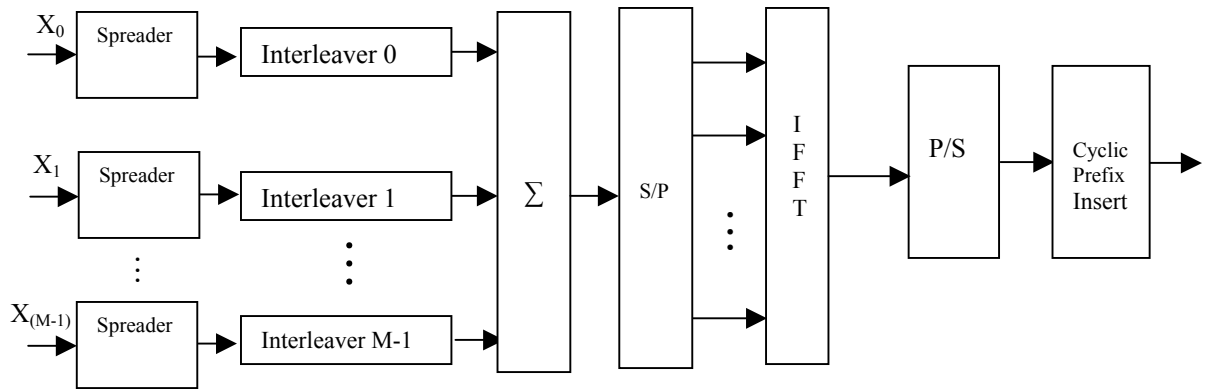 X0
Spreader
Interleaver 0
X1
Spreader
Interleaver 1
X(M-1)
Spreader
Interleaver M-1
Σ
S/P
I
F
F
T
P/S
Cyclic
Prefix
Insert